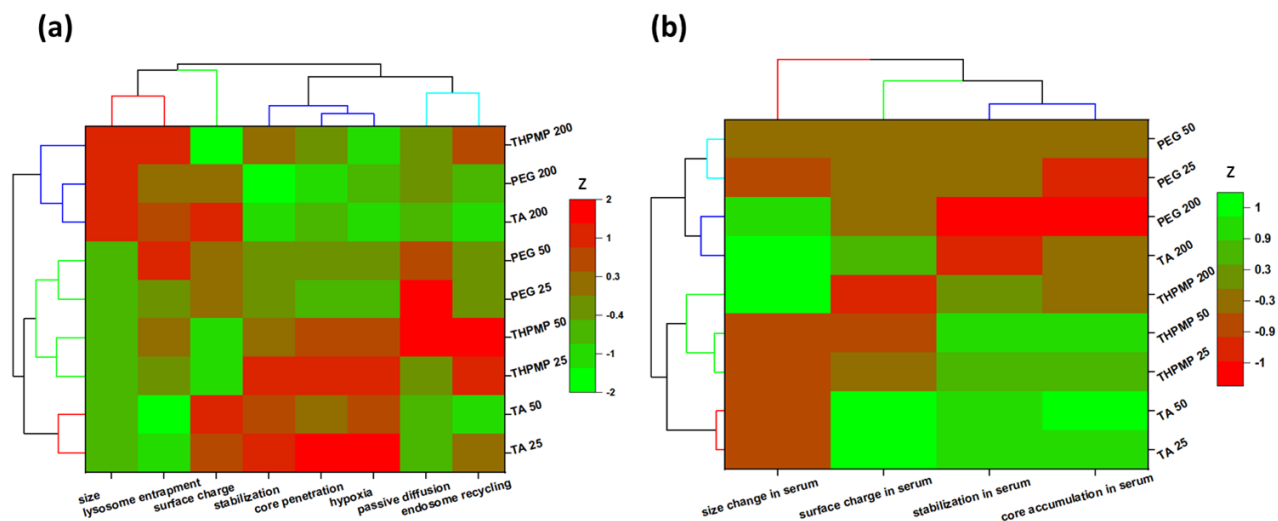 (a)
THPMP 200
PEG 200
TA 200
PEG 50
PEG 25
THPMP 50
THPMP 25
TA 50
TA 25
size
lysosome entrapment
surface charge
stabilization
core penetration
hypoxia
passive diffusion
endosome recycling
Z
2
1
0.3
-0.4
-1
-2
(b)
PEG 50
PEG 25
PEG 200
TA 200
THPMP 200
THPMP 50
THPMP 25
TA 50
TA 25
size change in serum
surface charge in serum
stabilization in serum
core accumulation in serum
Z
1
0.9
0.3
-0.3
-0.9
-1